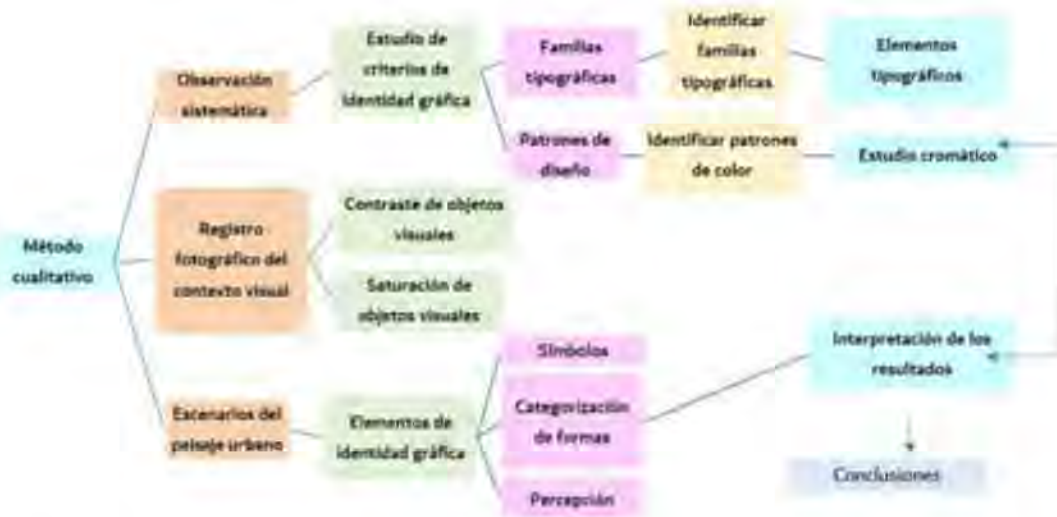 Método
cualitativo
Observación
sistemática
Estudio de
criterios de
identidad gráfica
Familias
tipográficas
Identificar
familias
tipográficas
Elementos
tipográficos
Patrones de
diseño
Identificar patrones
de color
Estudio cromático
Registro
fotográfico del
contexto visual
Contraste de objetos
visuales
Saturación de
objetos visuales
Escenarios del
paisaje urbano
Elementos de
identidad gráfica
Símbolos
Categorización
de formas
Percepción
Interpretación de los
resultados
Conclusiones